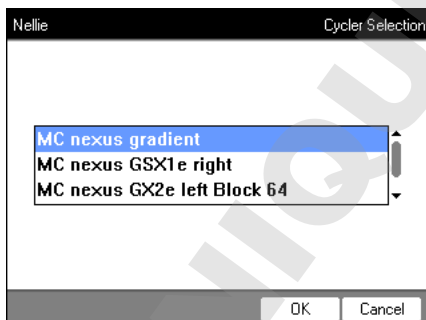 Nellie Cycler Selection
MC nexus gradient
MC nexus GSX1e right
MC nexus GX2e left Block 64
OK Cancel